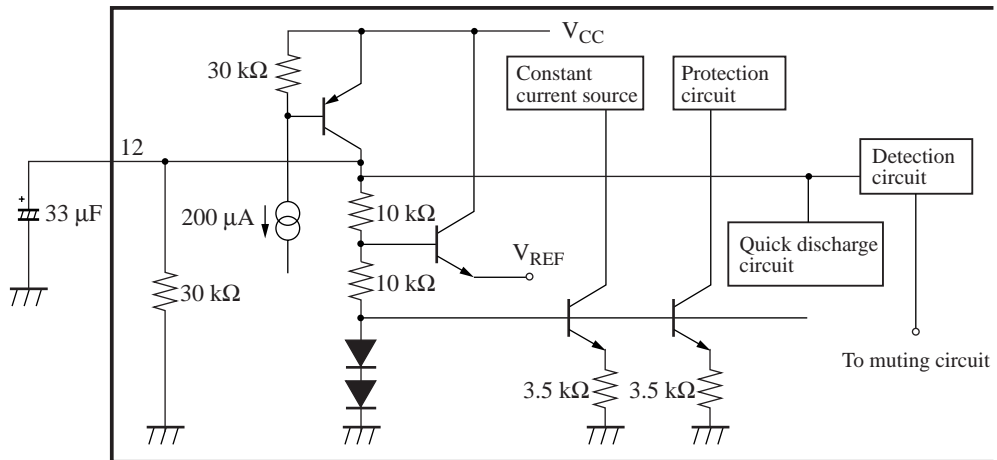 V_CC
30 kΩ
Constant
current source
Protection
circuit
12
Detection
circuit
+
33 μF
200 μA
10 kΩ
Quick discharge
circuit
V_REF
30 kΩ
10 kΩ
To muting circuit
3.5 kΩ
3.5 kΩ